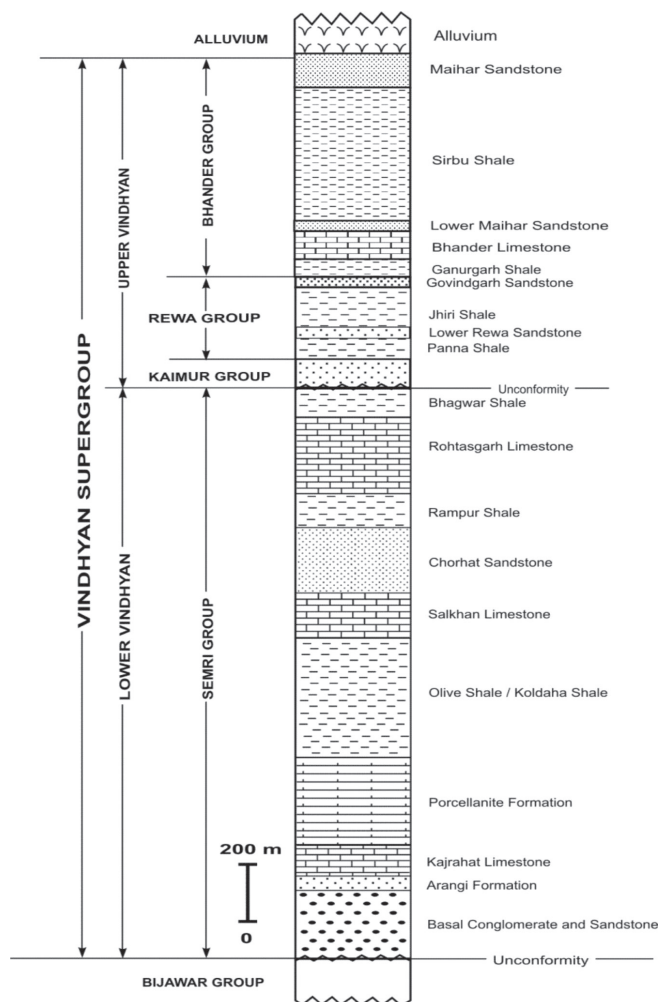 ALLUVIUM
Alluvium
Maihar Sandstone
Sirbu Shale
Lower Maihar Sandstone
Bhander Limestone
Ganurgarh Shale
Govindgarh Sandstone
Jhiri Shale
Lower Rewa Sandstone
Panna Shale
Unconformity
Bhagwar Shale
Rohtasgarh Limestone
Rampur Shale
Chorhat Sandstone
Salkhan Limestone
Olive Shale / Koldaha Shale
Porcellanite Formation
Kajrahat Limestone
Arangi Formation
Basal Conglomerate and Sandstone
Unconformity
VINDHYAN SUPERGROUP
UPPER VINDHYAN
LOWER VINDHYAN
BHANDER GROUP
REWA GROUP
KAIMUR GROUP
SEMRI GROUP
200 m
0
BIJAWAR GROUP